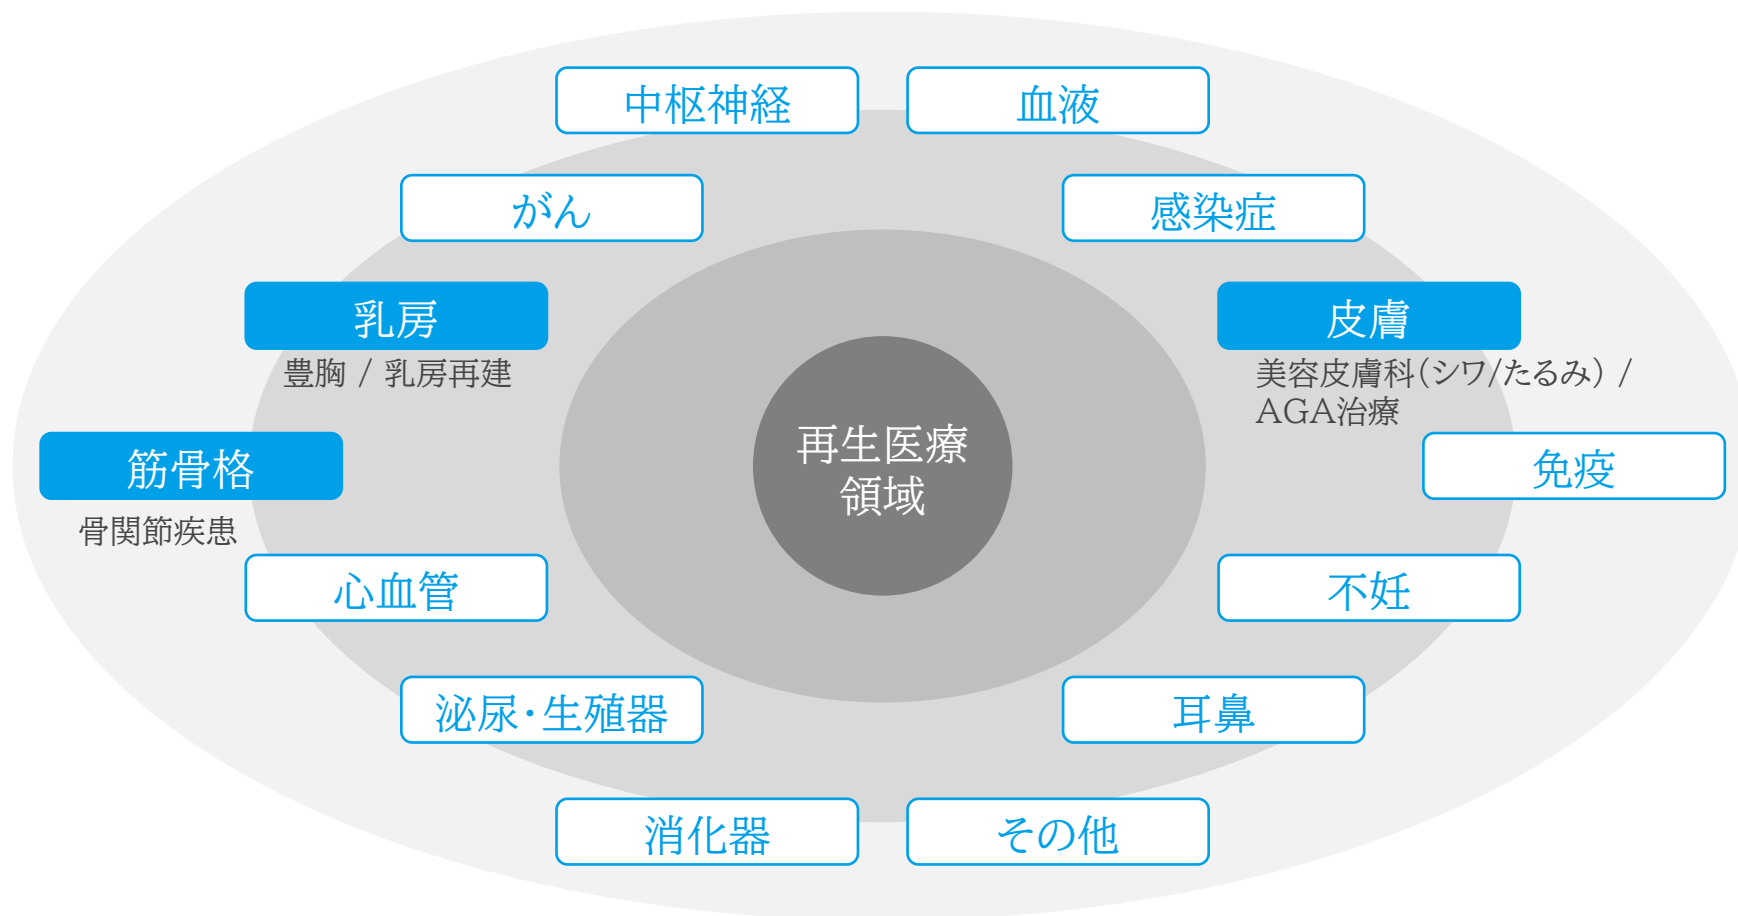 中枢神経
血液
がん
感染症
乳房
豊胸 / 乳房再建
皮膚
美容皮膚科（シワ/たるみ） /
AGA治療
再生医療
領域
筋骨格
骨関節疾患
免疫
心血管
不妊
泌尿・生殖器
耳鼻
消化器
その他